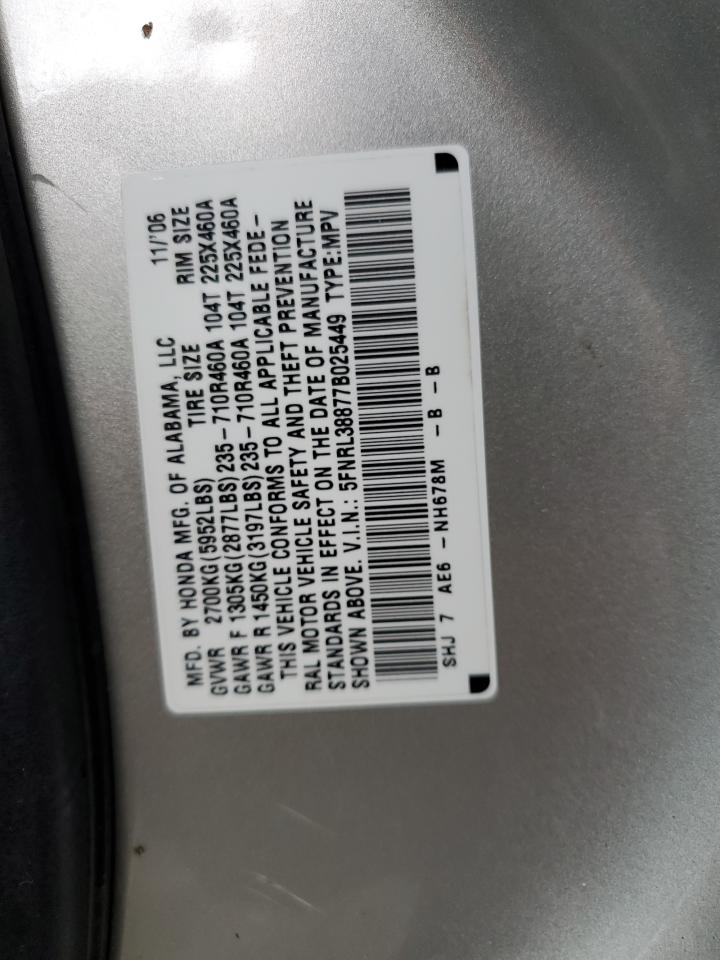 MFD. BY HONDA MFG. OF ALABAMA, LLC 11/'06
GVWR 2700KG(5952LBS) TIRE SIZE RIM SIZE
GAWR F 1305KG(2877LBS)235-710R460A 104T 225X460A
GAWR R 1450KG(3197LBS)235-710R460A 104T 225X460A
THIS VEHICLE CONFORMS TO ALL APPLICABLE FEDE-
RAL MOTOR VEHICLE SAFETY AND THEFT PREVENTION
STANDARDS IN EFFECT ON THE DATE OF MANUFACTURE
SHOWN ABOVE. V.I.N.: 5FNRL38877B025449 TYPE:MPV
SHJ 7 AE6 -NH678M -B -B